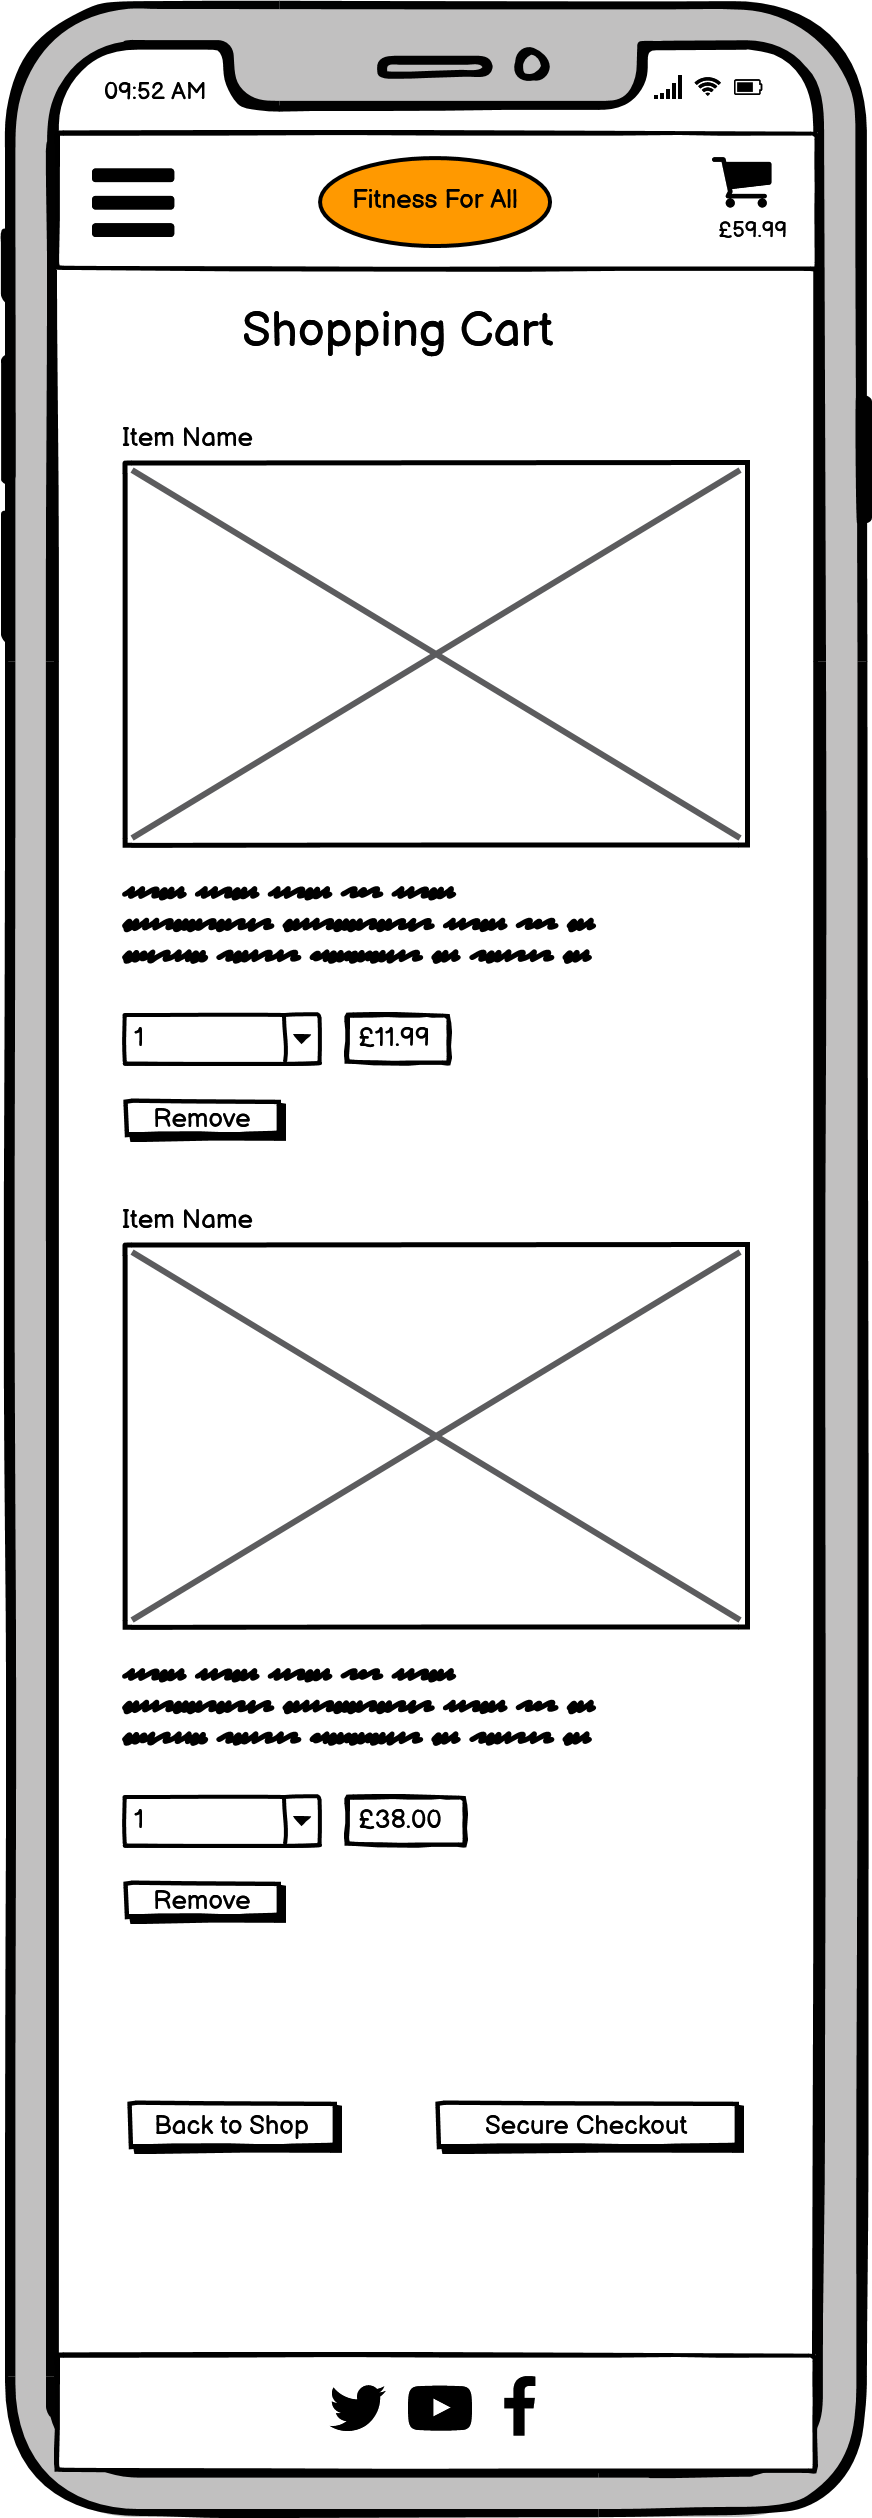 09:52 AM
Fitness For All
£59.99
Shopping Cart
Item Name
1
£11.99
Remove
Item Name
1
£38.00
Remove
Back to Shop
Secure Checkout